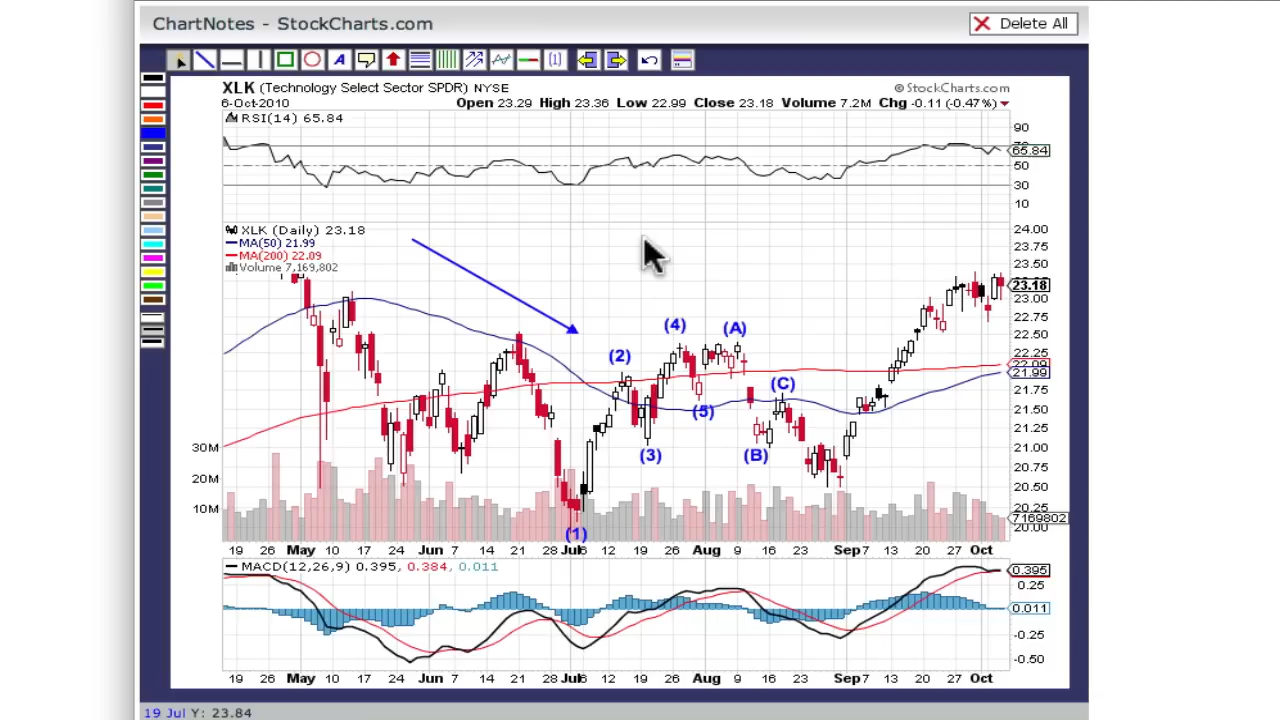 ChartNotes - StockCharts.com
Delete All
A
[1]
XLK (Technology Select Sector SPDR) NYSE
© StockCharts.com
6-Oct-2010
Open 23.29 High 23.36 Low 22.99 Close 23.18 Volume 7.2M Chg -0.11 (-0.47%)
RSI(14) 65.84
90
65.84
50
30
10
XLK (Daily) 23.18
MA(50) 21.99
MA(200) 22.09
Volume 7,169,802
24.00
23.75
23.50
23.18
23.00
22.75
22.50
22.25
22.09
21.99
21.75
21.50
21.25
21.00
20.75
20.50
20.25
7169802
20.00
30M
20M
10M
(1)
(2)
(3)
(4)
(5)
(A)
(B)
(C)
19 26 May 10 17 24 Jun 7 14 21 28 Jul 6 12 19 26 Aug 9 16 23 Sep 7 13 20 27 Oct
MACD(12,26,9) 0.395, 0.384, 0.011
0.395
0.25
0.011
-0.25
-0.50
19 26 May 10 17 24 Jun 7 14 21 28 Jul 6 12 19 26 Aug 9 16 23 Sep 7 13 20 27 Oct
19 Jul Y: 23.84